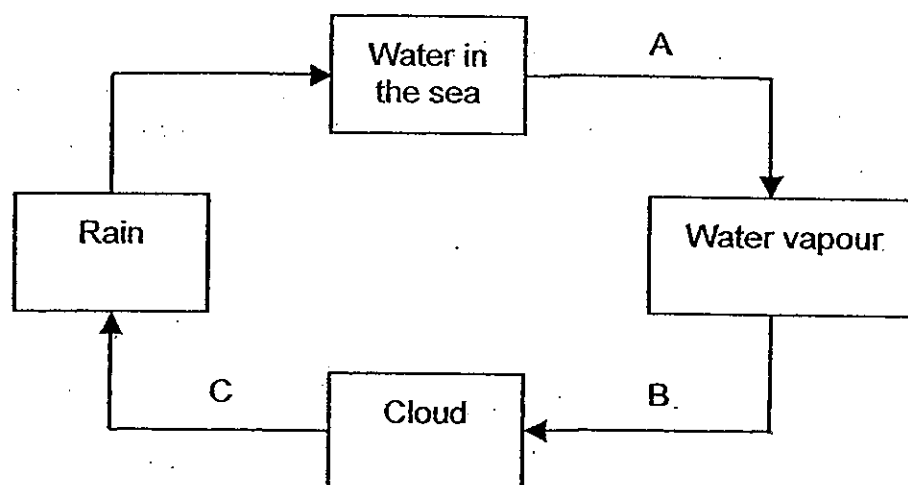 Water in
the sea
A
Rain
Water vapour
C
Cloud
B